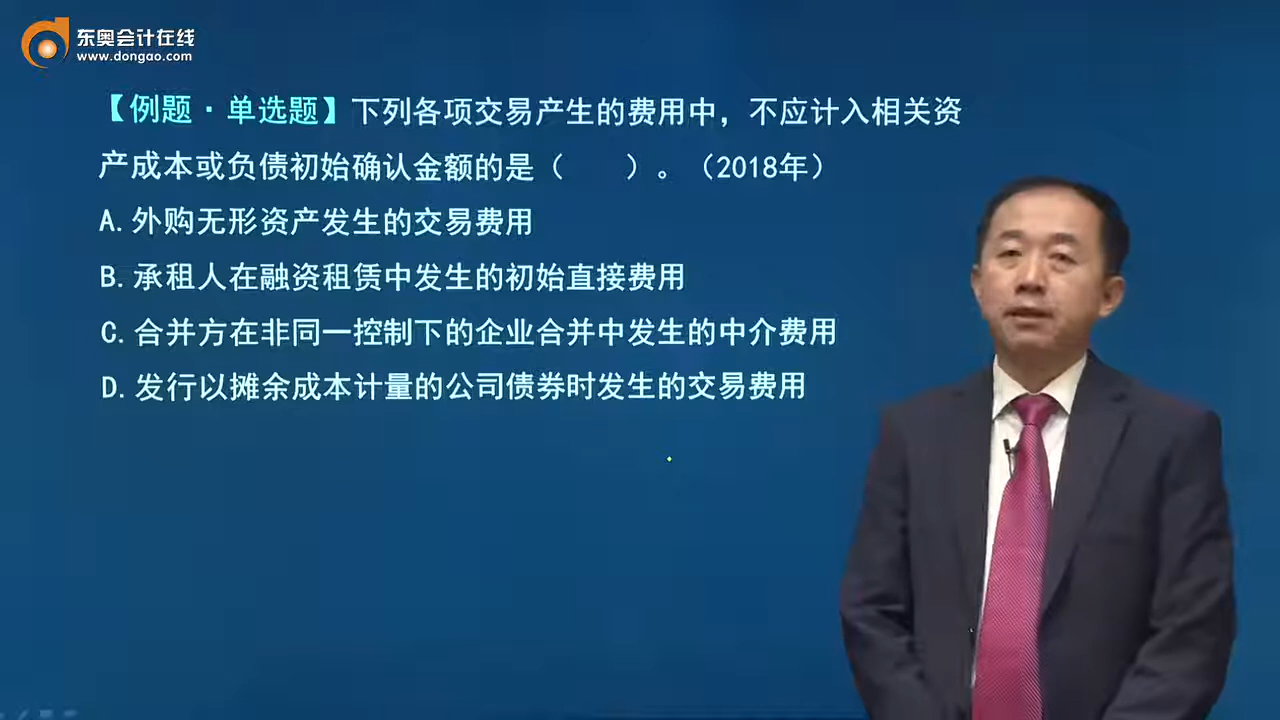 东奥会计在线
www.dongao.com
【例题·单选题】下列各项交易产生的费用中，不应计入相关资
产成本或负债初始确认金额的是（　　）。（2018年）
A.外购无形资产发生的交易费用
B.承租人在融资租赁中发生的初始直接费用
C.合并方在非同一控制下的企业合并中发生的中介费用
D.发行以摊余成本计量的公司债券时发生的交易费用